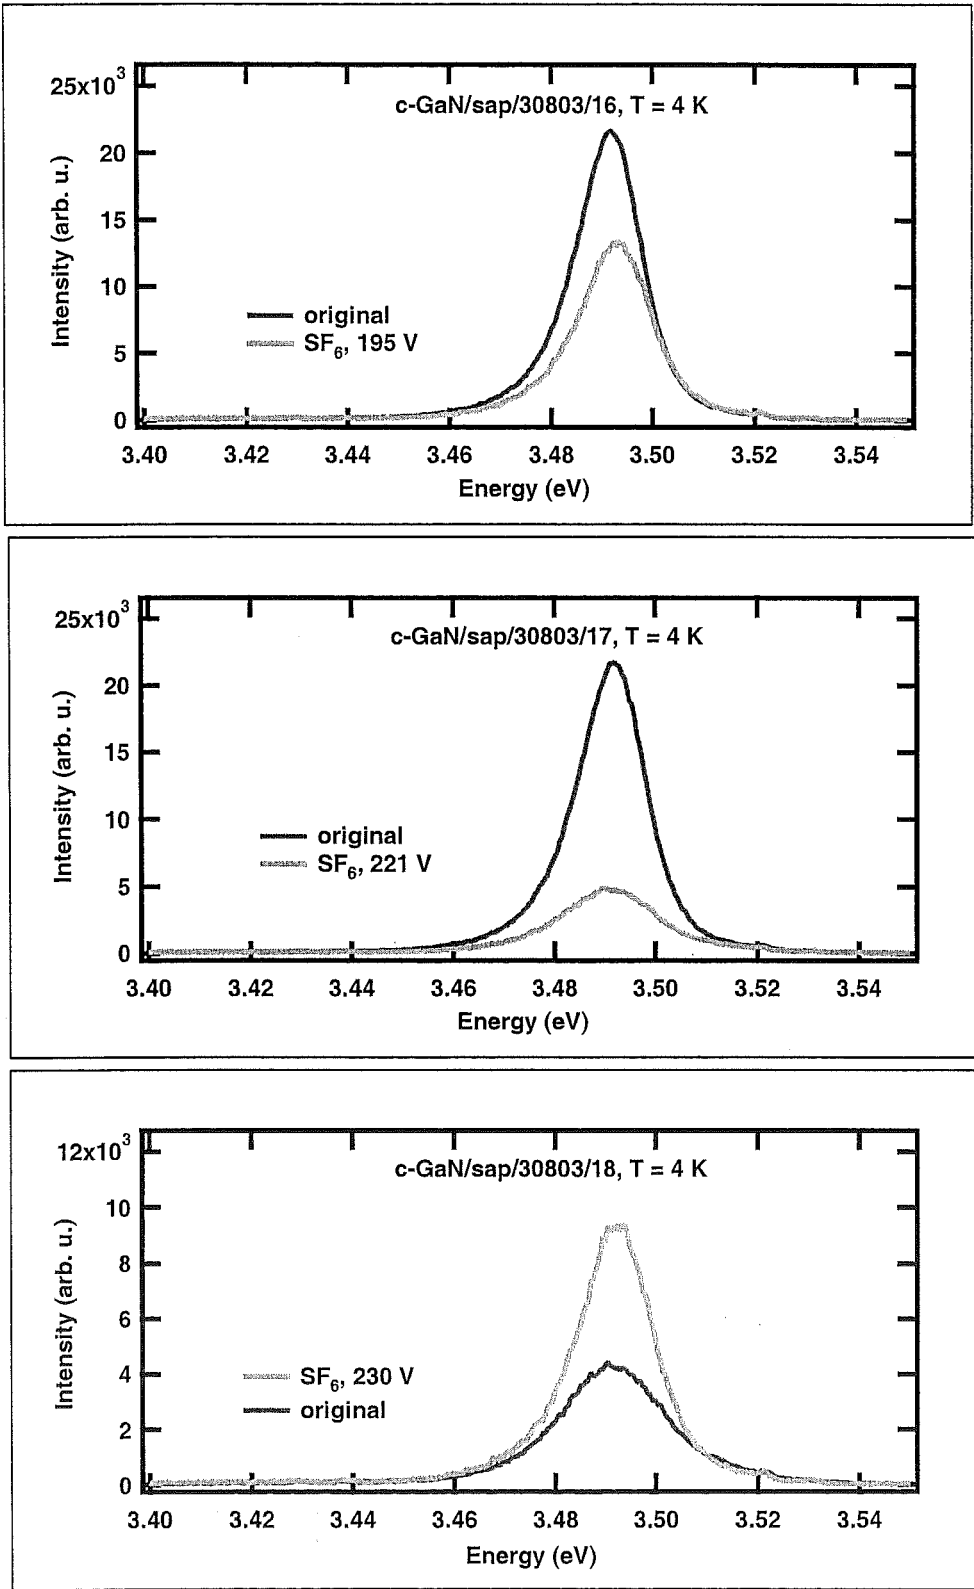 25x10³
c-GaN/sap/30803/16, T = 4 K
20
15
10
5
0
Intensity (arb. u.)
original
SF₆, 195 V
3.40 3.42 3.44 3.46 3.48 3.50 3.52 3.54
Energy (eV)
25x10³
c-GaN/sap/30803/17, T = 4 K
20
15
10
5
0
Intensity (arb. u.)
original
SF₆, 221 V
3.40 3.42 3.44 3.46 3.48 3.50 3.52 3.54
Energy (eV)
12x10³
c-GaN/sap/30803/18, T = 4 K
10
8
6
4
2
0
Intensity (arb. u.)
SF₆, 230 V
original
3.40 3.42 3.44 3.46 3.48 3.50 3.52 3.54
Energy (eV)